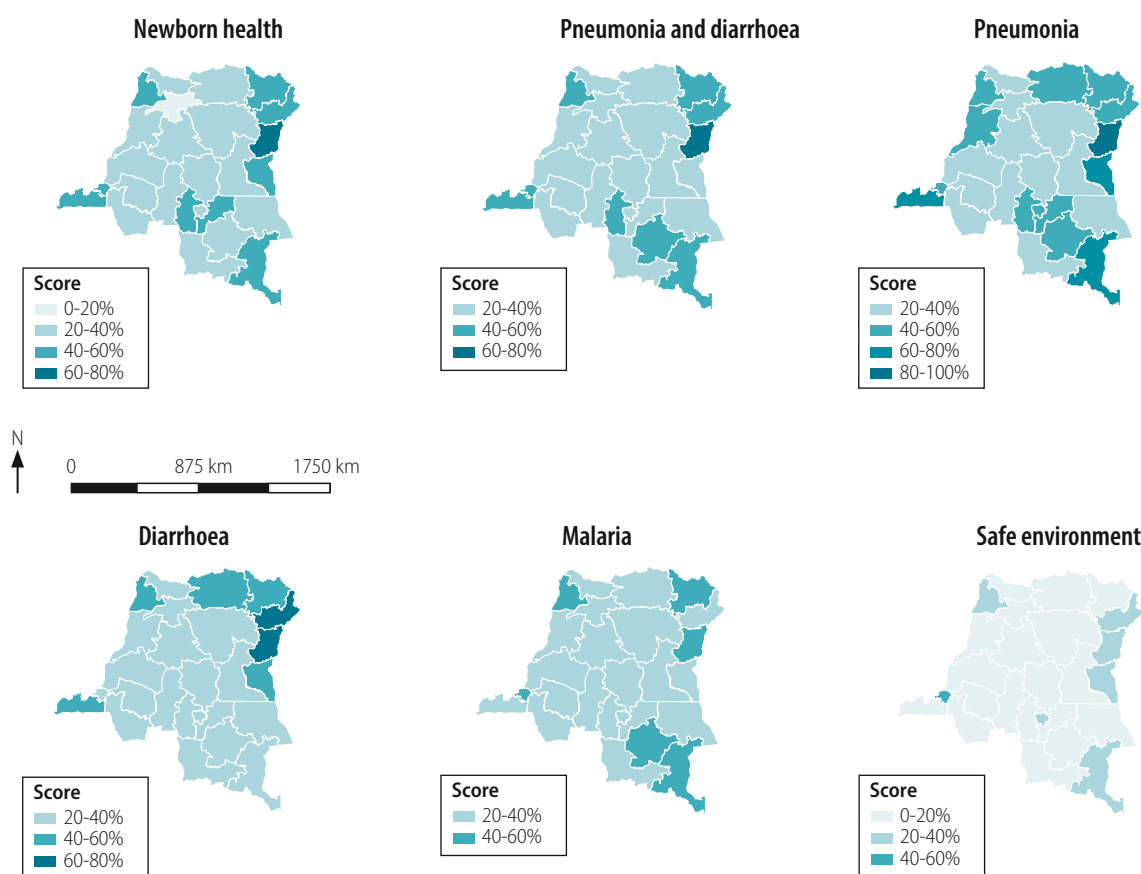 Newborn health
Pneumonia and diarrhoea
Pneumonia
Score
0-20%
20-40%
40-60%
60-80%
Score
20-40%
40-60%
60-80%
Score
20-40%
40-60%
60-80%
80-100%
N
0 875 km 1750 km
Diarrhoea
Malaria
Safe environment
Score
20-40%
40-60%
60-80%
Score
20-40%
40-60%
Score
0-20%
20-40%
40-60%